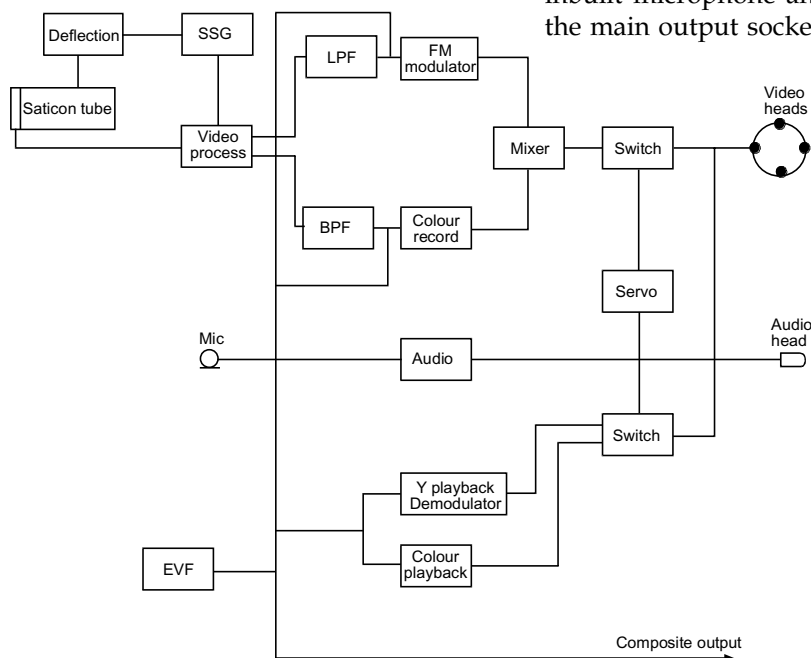 inbuilt microphone an
the main output socke
Deflection
SSG
LPF
FM
modulator
Saticon tube
Video
process
Mixer
Switch
Video
heads
BPF
Colour
record
Servo
Mic
Audio
Audio
head
Switch
Y playback
Demodulator
EVF
Colour
playback
Composite output